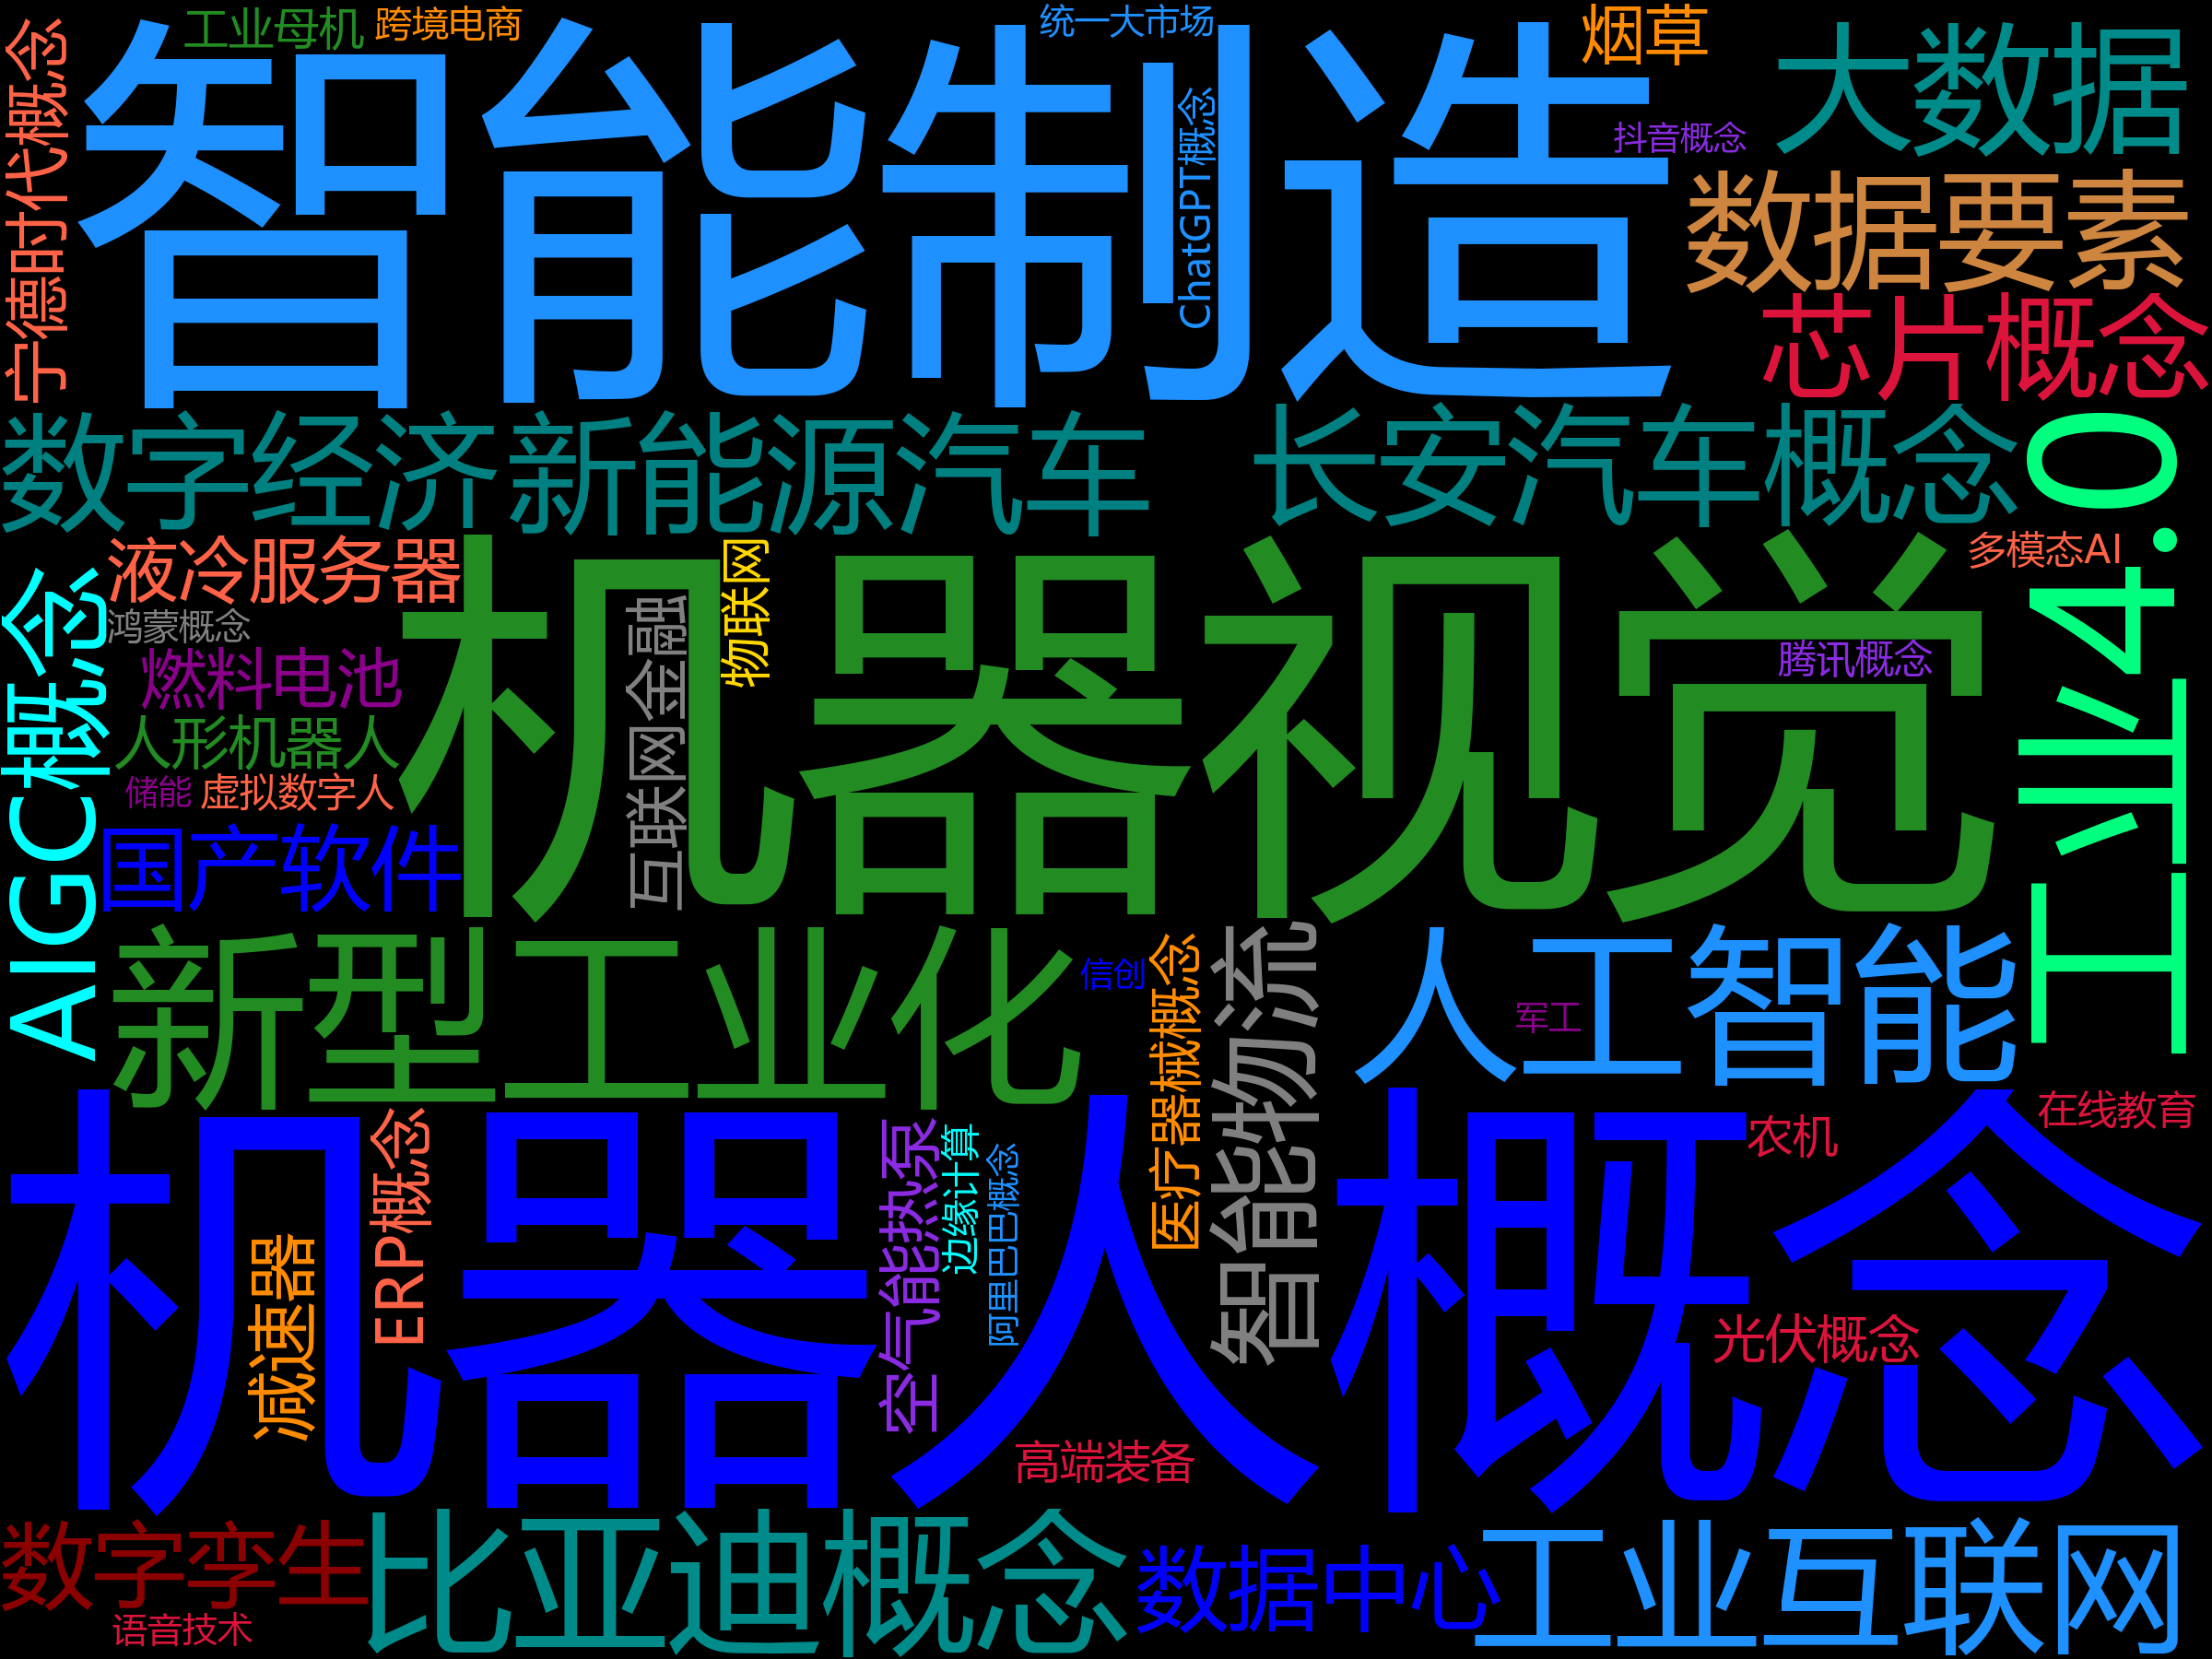 工业母机
跨境电商
统一大市场
烟草
大数据
宁德时代概念
智能制造
ChatGPT概念
抖音概念
数据要素
芯片概念
数字经济
新能源汽车
长安汽车概念
工业4.0
液冷服务器
物联网
多模态AI
AIGC概念
鸿蒙概念
互联网金融
机器视觉
腾讯概念
燃料电池
人形机器人
储能
虚拟数字人
国产软件
新型工业化
信创
医疗器械概念
智能物流
人工智能
军工
在线教育
机器人概念
ERP概念
减速器
空气能热泵
边缘计算
阿里巴巴概念
农机
光伏概念
高端装备
数字孪生
语音技术
比亚迪概念
数据中心
工业互联网